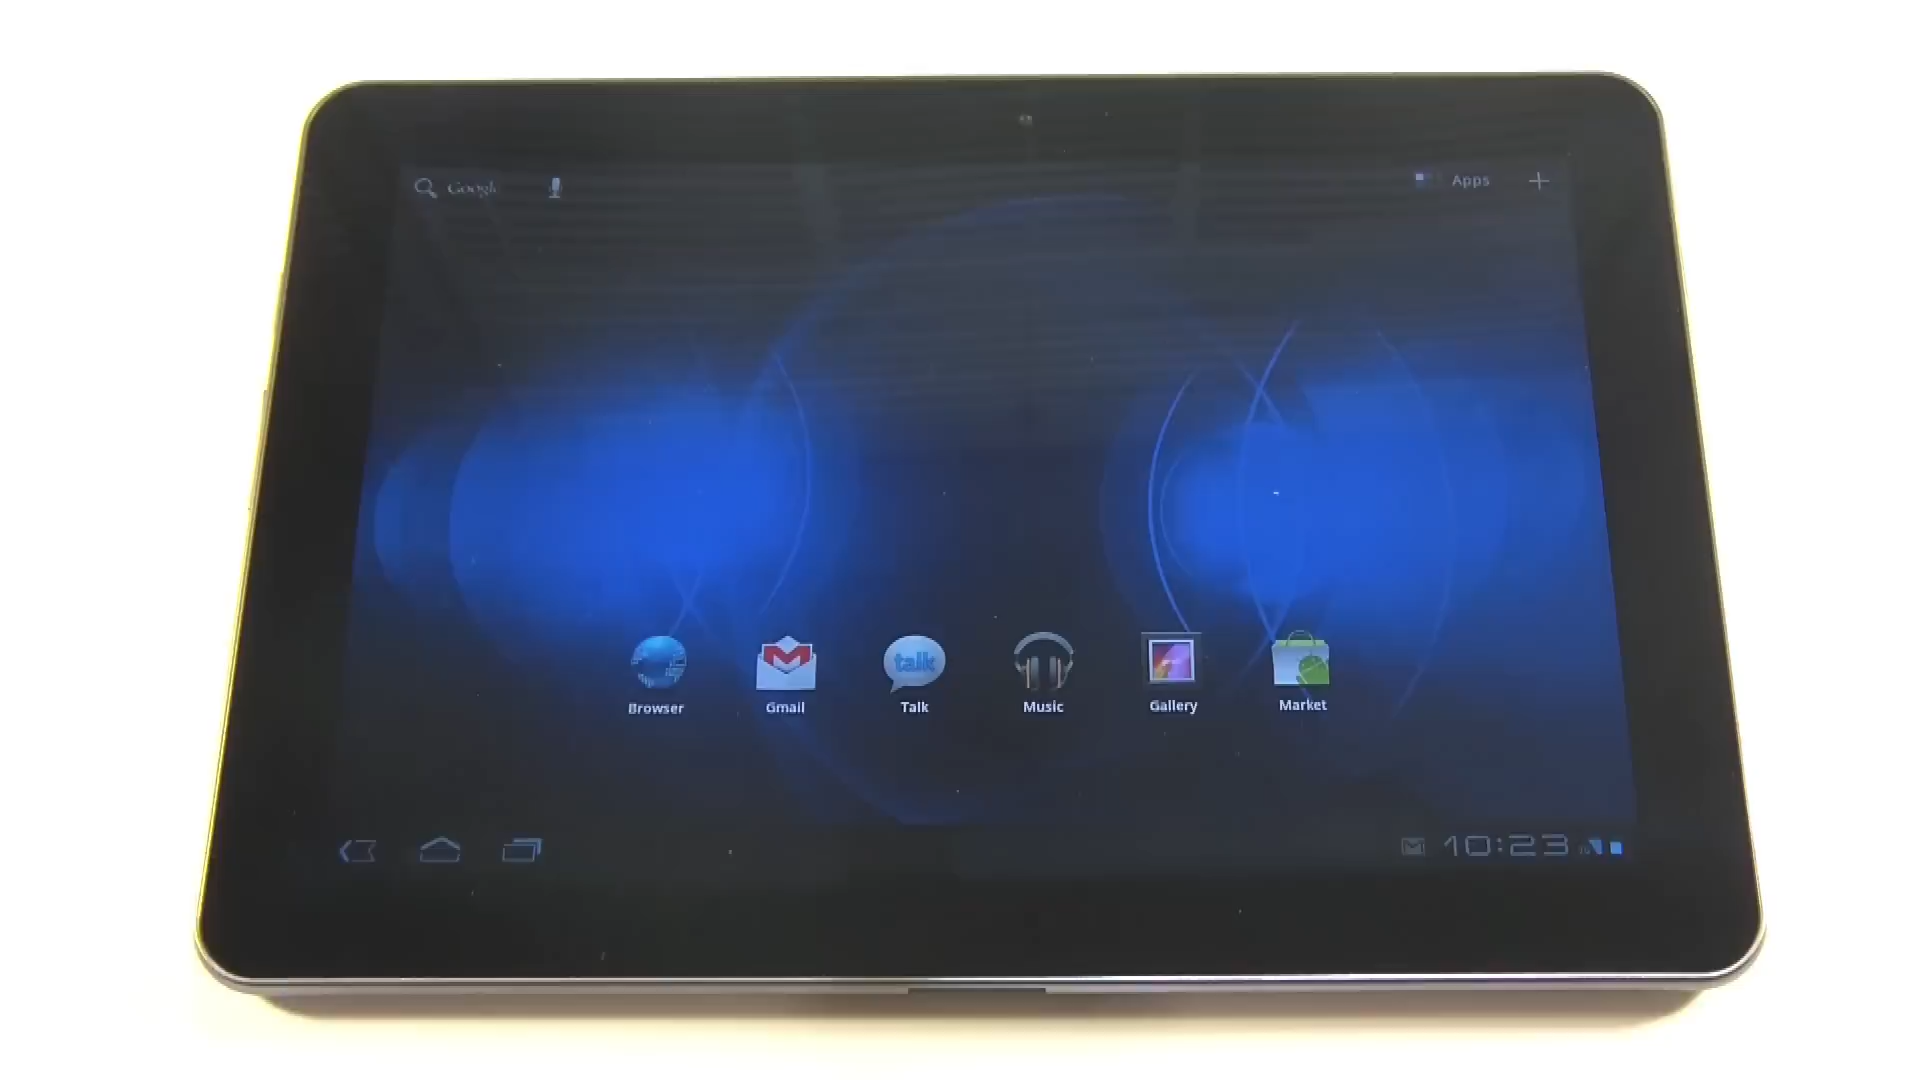 Google
Apps +
talk
Browser Gmail Talk Music Gallery Market
10:23